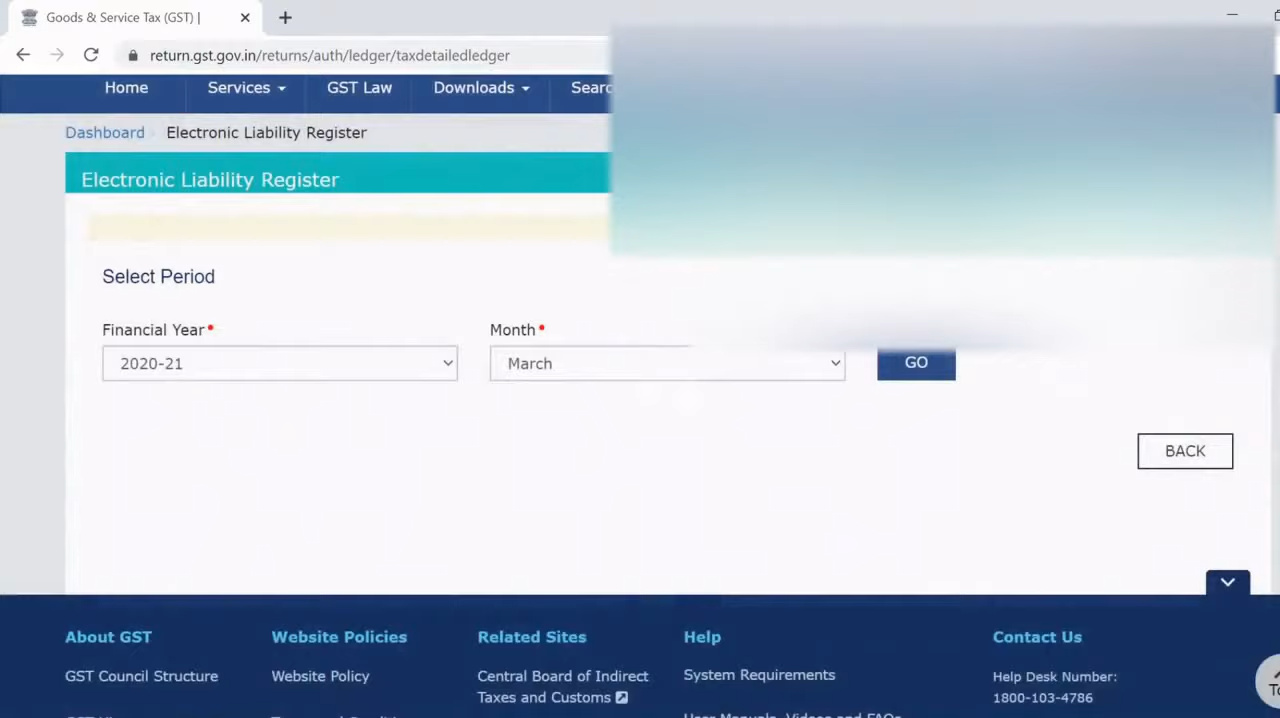 Goods & Service Tax (GST) |
return.gst.gov.in/returns/auth/ledger/taxdetailedledger
Home Services GST Law Downloads
Dashboard Electronic Liability Register
Electronic Liability Register
Select Period
Financial Year• Month•
2020-21 March GO
BACK
About GST Website Policies Related Sites Help Contact Us
GST Council Structure Website Policy Central Board of Indirect System Requirements Help Desk Number:
Taxes and Customs 1800-103-4786